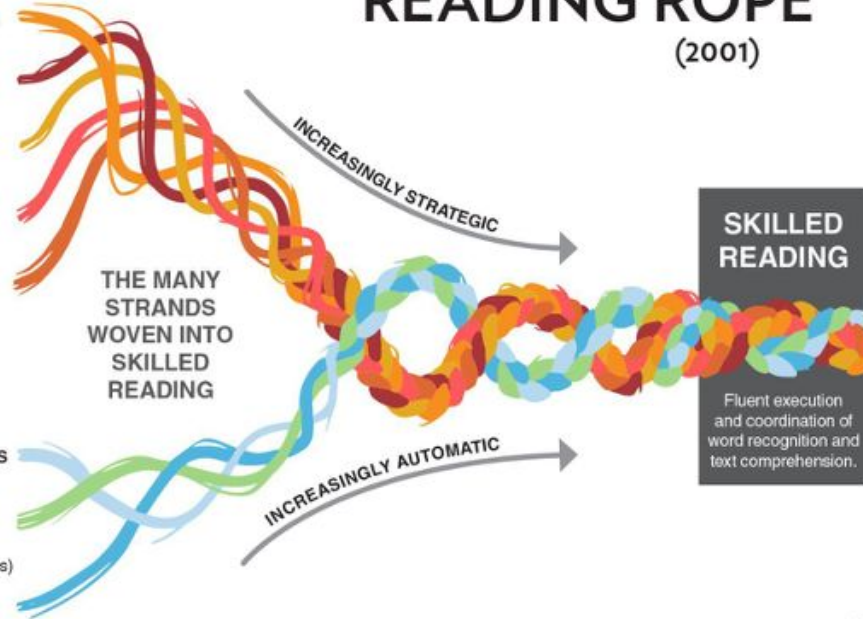 READING ROPE
(2001)
INCREASINGLY STRATEGIC
SKILLED
READING
THE MANY
STRANDS
WOVEN INTO
SKILLED
READING
Fluent execution
and coordination of
word recognition and
text comprehension.
s
INCREASINGLY AUTOMATIC
s)